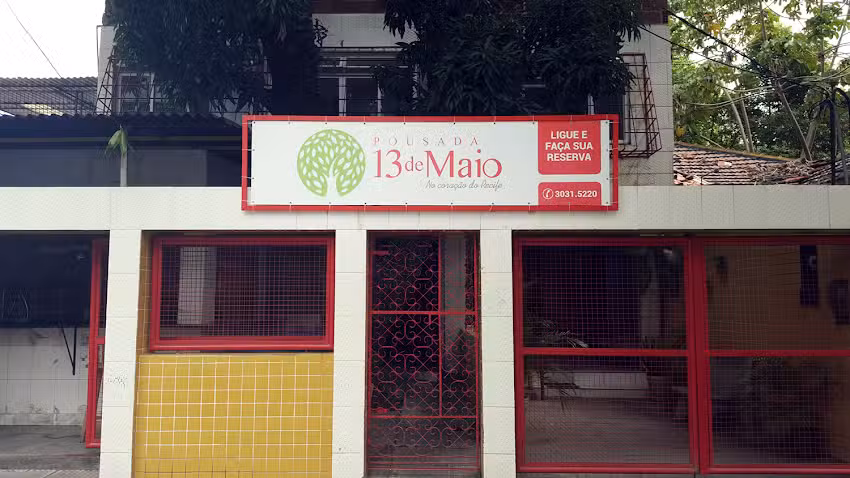 POUSADA
13 de Maio
No coração do Recife
LIGUE E
FAÇA SUA
RESERVA
3031.5220